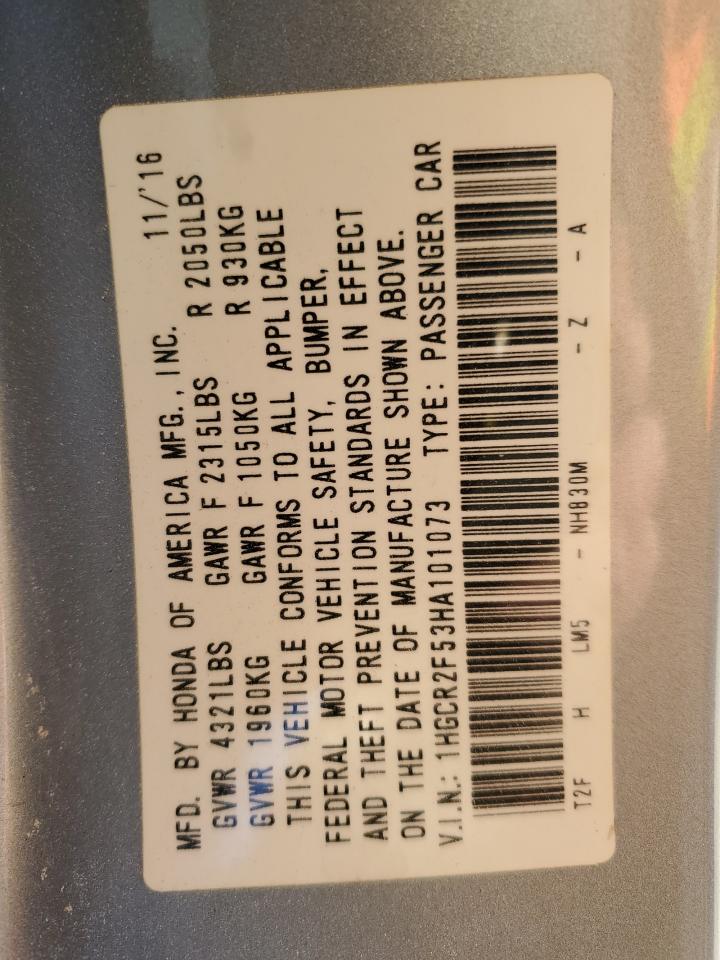 MFD. BY HONDA OF AMERICA MFG., INC. 11/'16
GVWR 4321LBS GAWR F 2315LBS R 2050LBS
GVWR 1960KG GAWR F 1050KG R 930KG
THIS VEHICLE CONFORMS TO ALL APPLICABLE
FEDERAL MOTOR VEHICLE SAFETY, BUMPER,
AND THEFT PREVENTION STANDARDS IN EFFECT
ON THE DATE OF MANUFACTURE SHOWN ABOVE.
V.I.N.: 1HGCR2F53HA101073 TYPE: PASSENGER CAR
T2F H LM5 - NH830M - Z - A